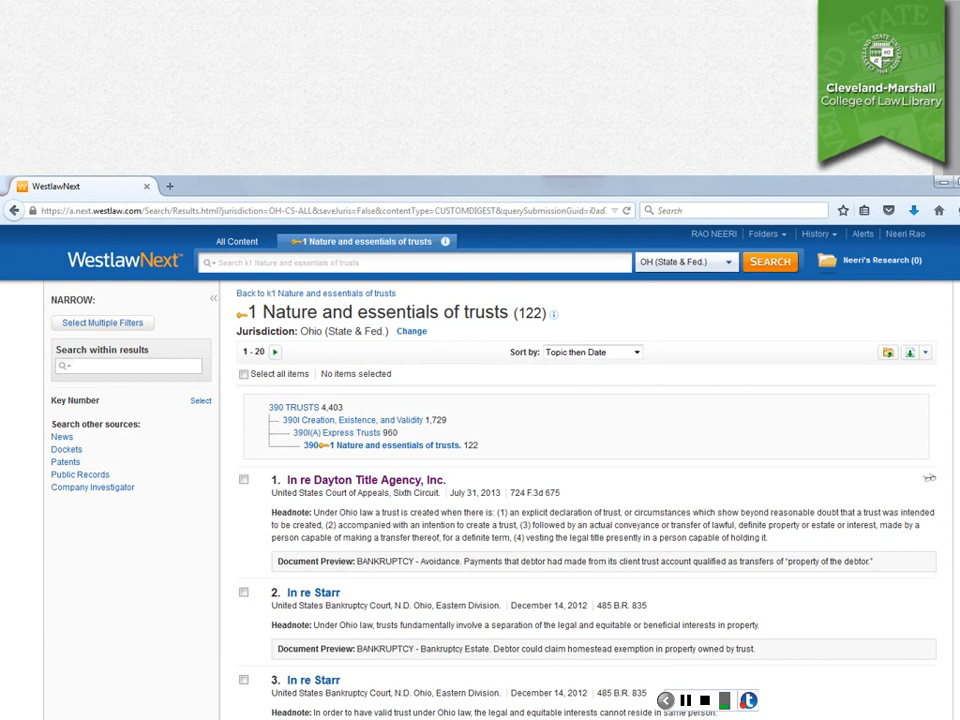 STATE
Cleveland-Marshall
College of Law Library
WestlawNext
https://a.next.westlaw.com/Search/Results.html?jurisdiction=OH-CS-ALL&saveJuris=False&contentType=CUSTOMDIGEST&querySubmissionGuid=i0ad Search
RAO NEERI Folders History Alerts Neeri Rao
All Content 1 Nature and essentials of trusts
WestlawNext Search k1 Nature and essentials of trusts OH (State & Fed.) SEARCH Neeri's Research (0)
NARROW:
Select Multiple Filters
Search within results
Key Number Select
Search other sources:
News
Dockets
Patents
Public Records
Company Investigator
Back to k1 Nature and essentials of trusts
1 Nature and essentials of trusts (122)
Jurisdiction: Ohio (State & Fed.) Change
1 - 20 Sort by: Topic then Date
Select all items No items selected
390 TRUSTS 4,403
390I Creation, Existence, and Validity 1,729
390I(A) Express Trusts 960
390 1 Nature and essentials of trusts. 122
1. In re Dayton Title Agency, Inc.
United States Court of Appeals, Sixth Circuit. July 31, 2013 724 F.3d 675
Headnote: Under Ohio law a trust is created when there is: (1) an explicit declaration of trust, or circumstances which show beyond reasonable doubt that a trust was intended
to be created, (2) accompanied with an intention to create a trust, (3) followed by an actual conveyance or transfer of lawful, definite property or estate or interest, made by a
person capable of making a transfer thereof, for a definite term, (4) vesting the legal title presently in a person capable of holding it.
Document Preview: BANKRUPTCY - Avoidance. Payments that debtor had made from its client trust account qualified as transfers of “property of the debtor.”
2. In re Starr
United States Bankruptcy Court, N.D. Ohio, Eastern Division. December 14, 2012 485 B.R. 835
Headnote: Under Ohio law, trusts fundamentally involve a separation of the legal and equitable or beneficial interests in property.
Document Preview: BANKRUPTCY - Bankruptcy Estate. Debtor could claim homestead exemption in property owned by trust.
3. In re Starr
United States Bankruptcy Court, N.D. Ohio, Eastern Division. December 14, 2012 485 B.R. 835
Headnote: In order to have valid trust under Ohio law, the legal and equitable interests cannot reside in same person.